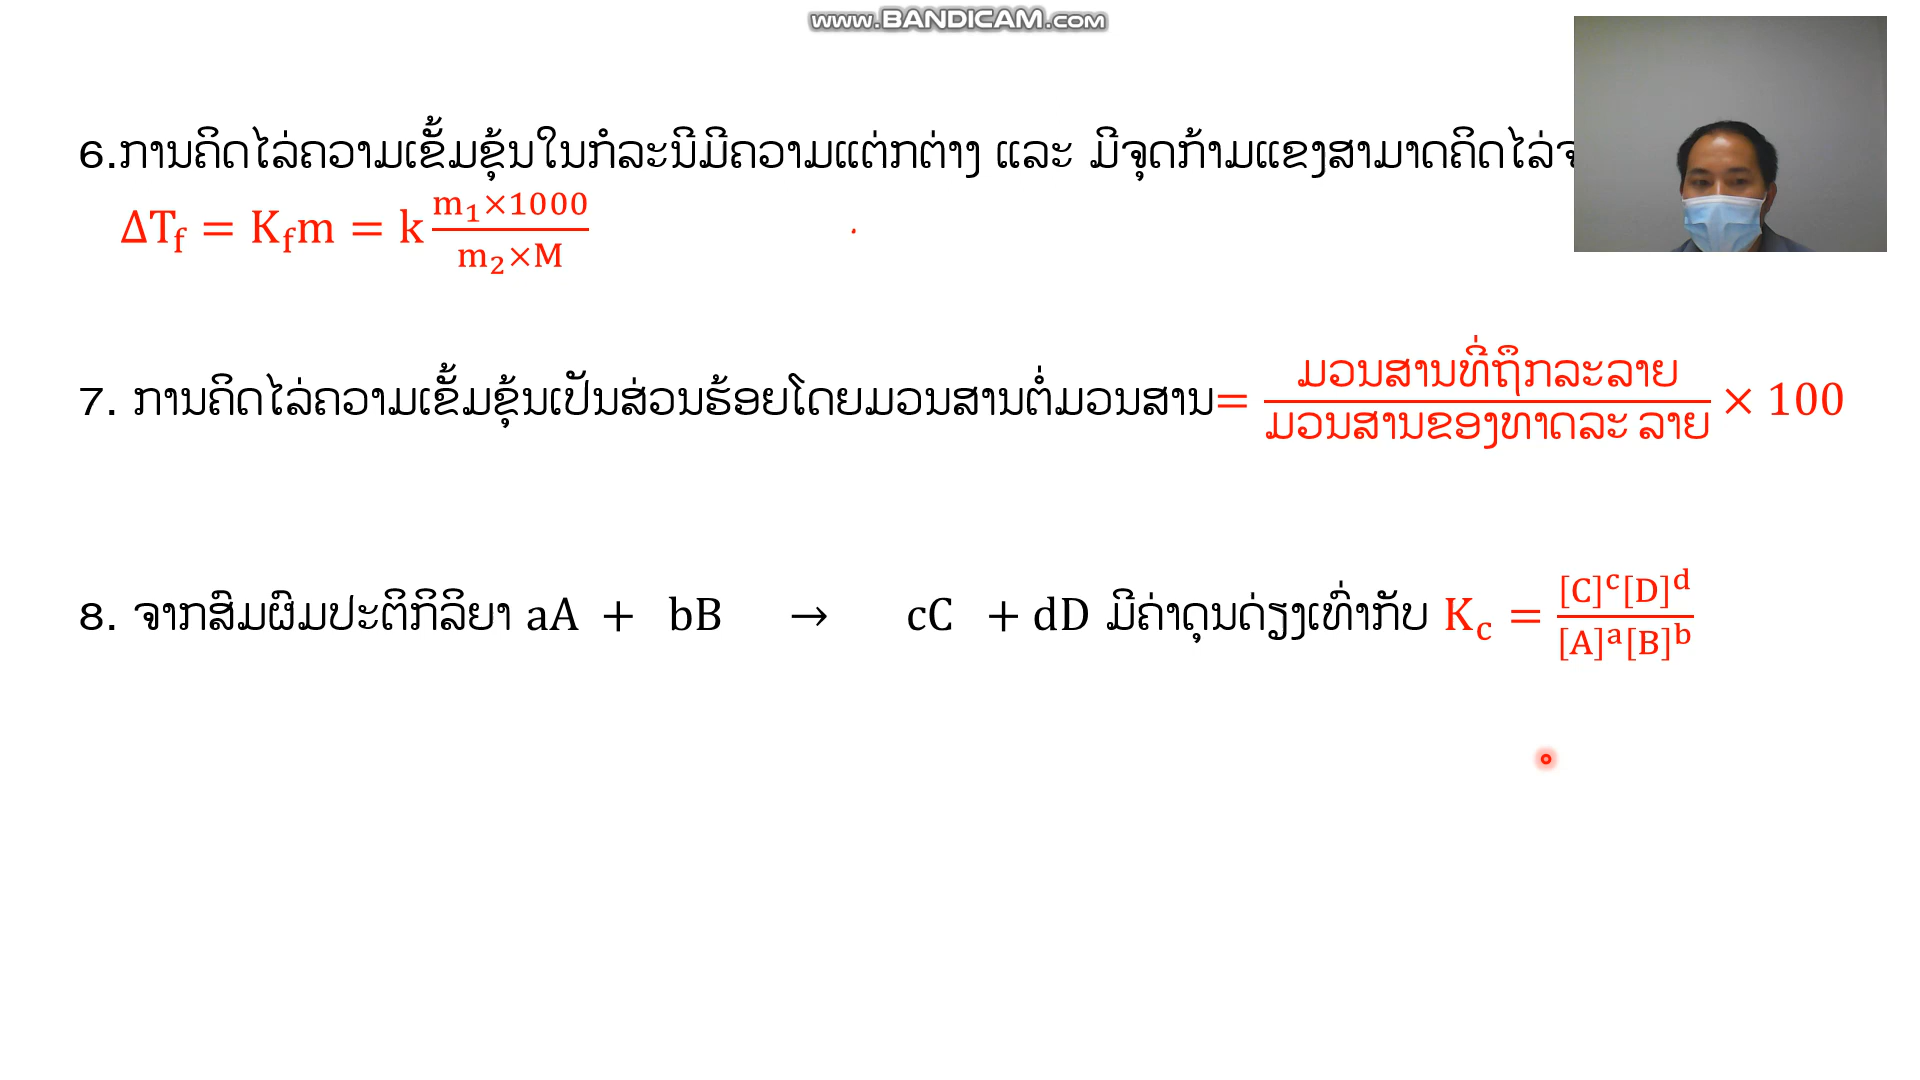 www.BANDICAM.com
6.ການຄິດໄລ່ຄວາມເຂັ້ມຂຸ້ນໃນກໍລະນີມີຄວາມແຕ່ກຕ່າງ ແລະ ມີຈຸດກ້າມແຂງສາມາດຄິດໄລ່
ΔT_f = K_f m = k (m₁×1000)/(m₂×M)
7. ການຄິດໄລ່ຄວາມເຂັ້ມຂຸ້ນເປັນສ່ວນຮ້ອຍໂດຍມວນສານຕໍ່ມວນສານ= (ມວນສານທີ່ຖຶກລະລາຍ)/(ມວນສານຂອງທາດລະ ລາຍ) × 100
8. ຈາກສົມຜົມປະຕິກິລິຍາ aA + bB → cC + dD ມີຄ່າດຸນດ່ຽງເທົ່າກັບ K_c = ([C]^c[D]^d)/([A]^a[B]^b)